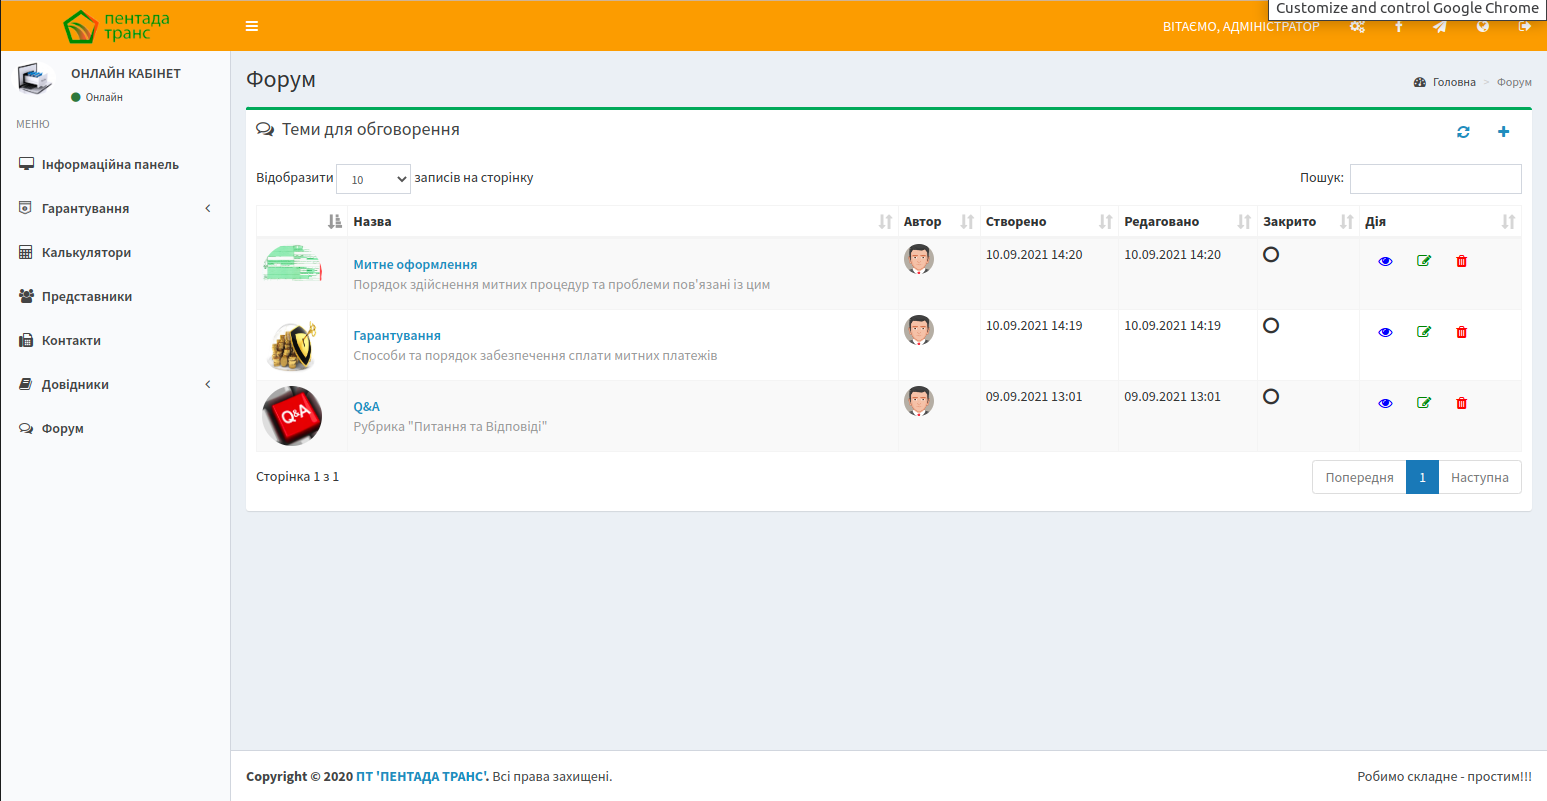 Customize and control Google Chrome
пентада
транс
ВІТАЄМО, АДМІНІСТРАТОР
ОНЛАЙН КАБІНЕТ
Онлайн
МЕНЮ
Інформаційна панель
Гарантування
Калькулятори
Представники
Контакти
Довідники
Форум
Форум
Головна > Форум
Теми для обговорення
Відобразити 10 записів на сторінку
Пошук:
Назва Автор Створено Редаговано Закрито Дія
Митне оформлення 10.09.2021 14:20 10.09.2021 14:20
Порядок здійснення митних процедур та проблеми пов'язані із цим
Гарантування 10.09.2021 14:19 10.09.2021 14:19
Способи та порядок забезпечення сплати митних платежів
Q&A
Q&A 09.09.2021 13:01 09.09.2021 13:01
Рубрика "Питання та Відповіді"
Сторінка 1 з 1
Попередня 1 Наступна
Copyright © 2020 ПТ 'ПЕНТАДА ТРАНС'. Всі права захищені.
Робимо складне - простим!!!